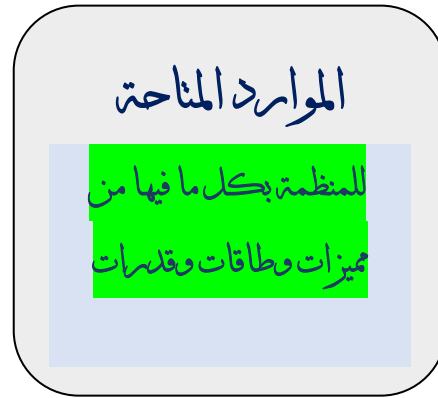 الموارد المتاحة
للمنظمة بكل ما فيها من
مميزات وطاقات وقدرات